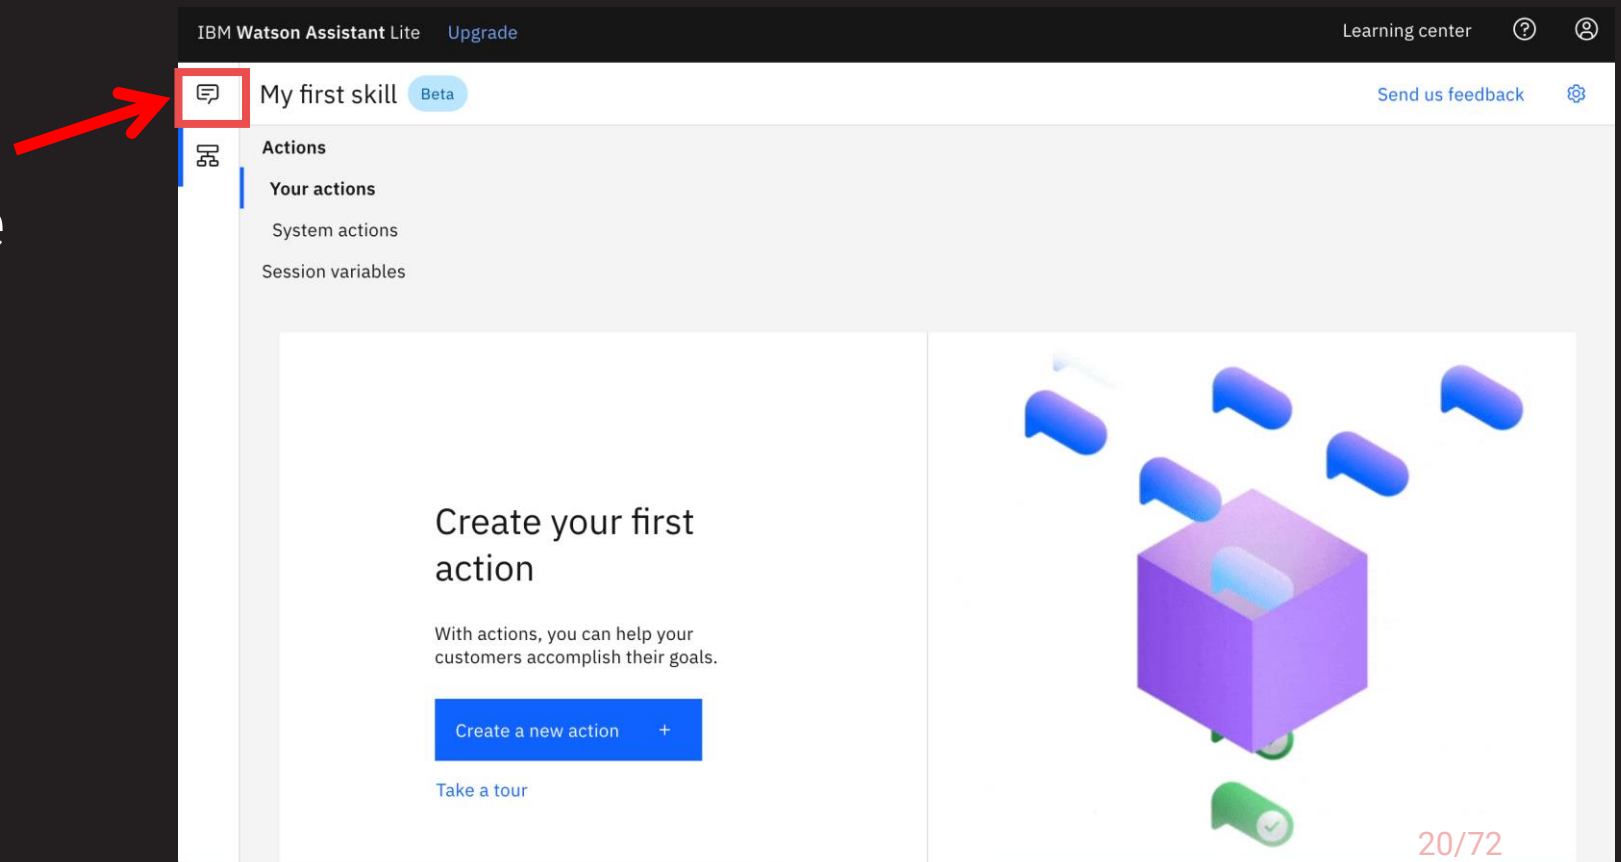 IBM Watson Assistant Lite Upgrade Learning center
My first skill Beta Send us feedback
Actions
Your actions
System actions
Session variables
Create your first
action
With actions, you can help your
customers accomplish their goals.
Create a new action +
Take a tour
20/72